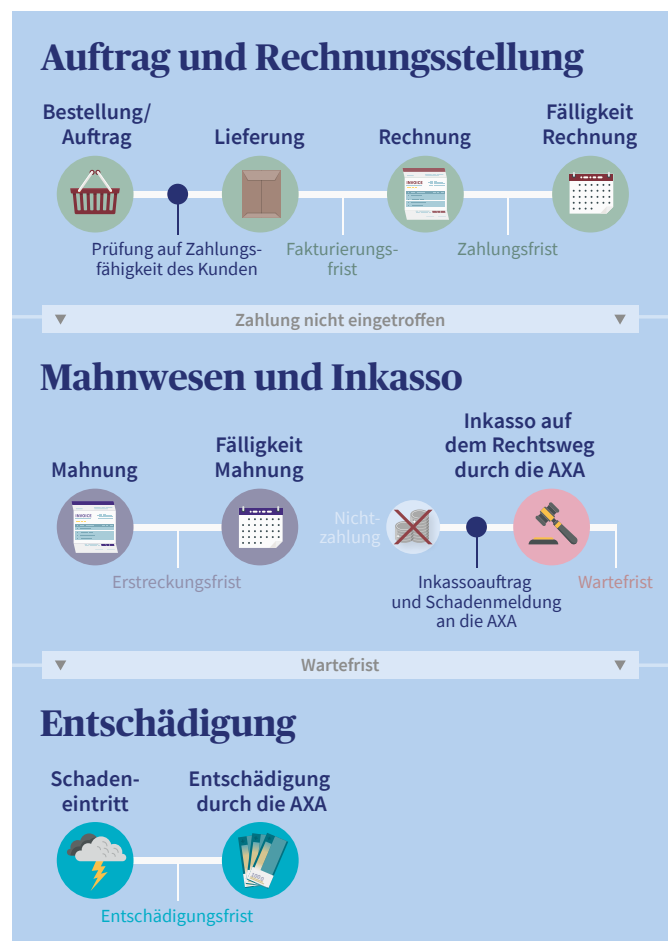 Auftrag und Rechnungsstellung
Bestellung/
Auftrag
Lieferung
Rechnung
Fälligkeit
Rechnung
INVOICE
Prüfung auf Zahlungs-
fähigkeit des Kunden
Fakturierungs-
frist
Zahlungsfrist
Zahlung nicht eingetroffen
Mahnwesen und Inkasso
Mahnung
Fälligkeit
Mahnung
Inkasso auf
dem Rechtsweg
durch die AXA
INVOICE
Nicht-
zahlung
Erstreckungsfrist
Inkassoauftrag
und Schadenmeldung
an die AXA
Wartefrist
Wartefrist
Entschädigung
Schaden-
eintritt
Entschädigung
durch die AXA
Entschädigungsfrist